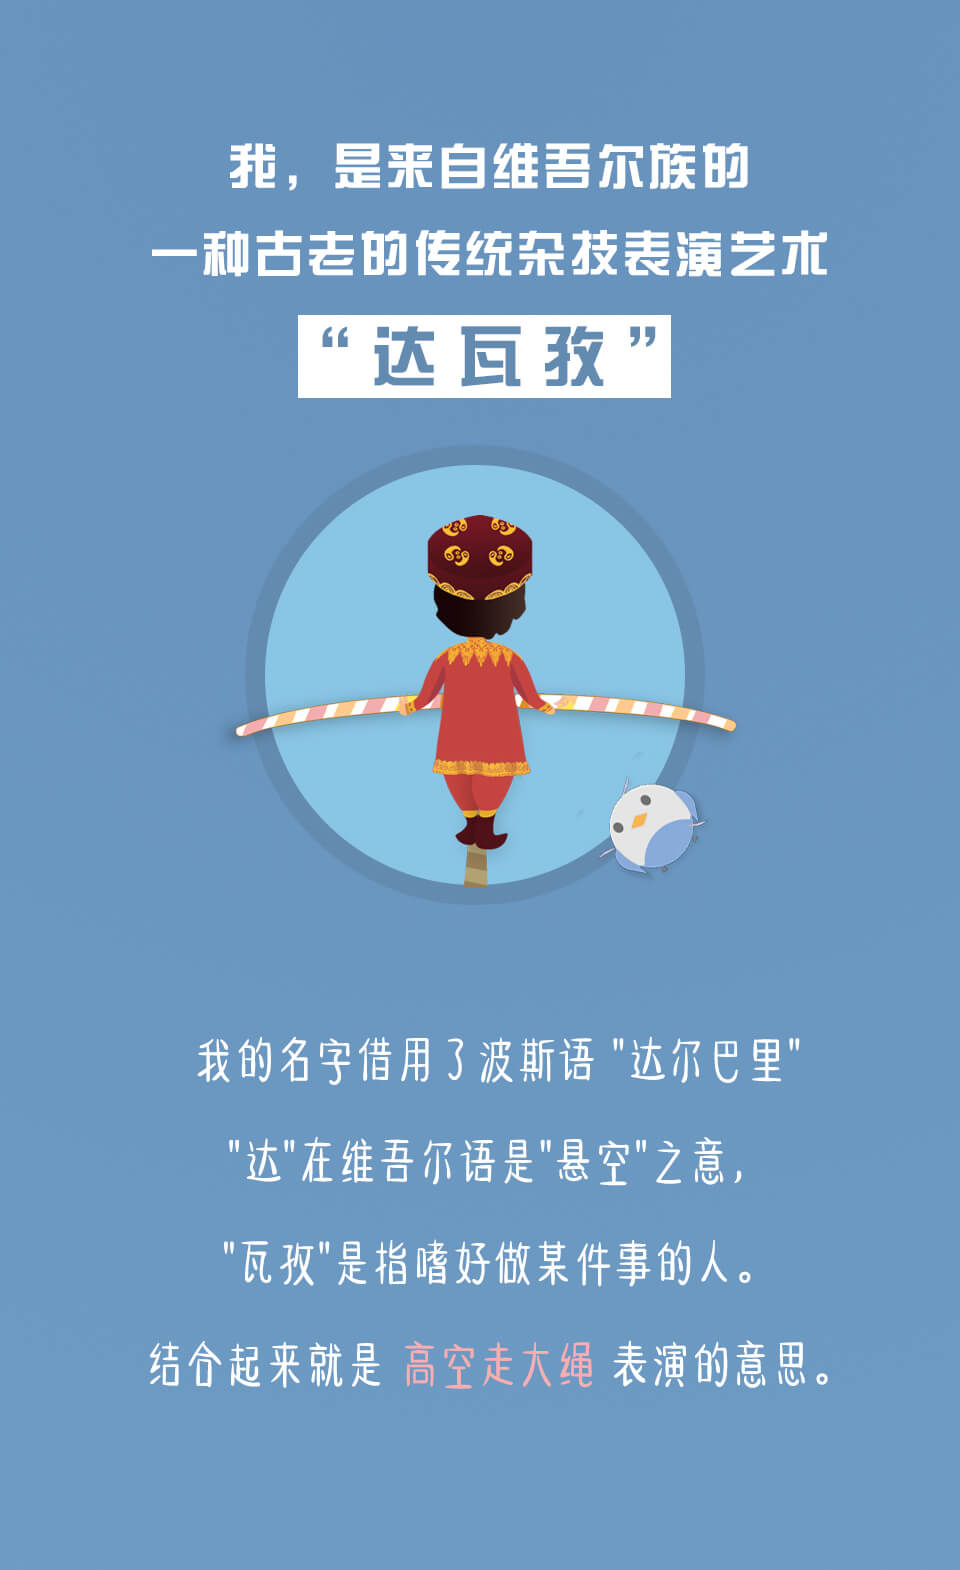 我，是来自维吾尔族的
一种古老的传统杂技表演艺术
“达瓦孜”
我的名字借用了波斯语 "达尔巴里"
"达"在维吾尔语是"悬空"之意,
"瓦孜"是指嗜好做某件事的人。
结合起来就是 高空走大绳 表演的意思。